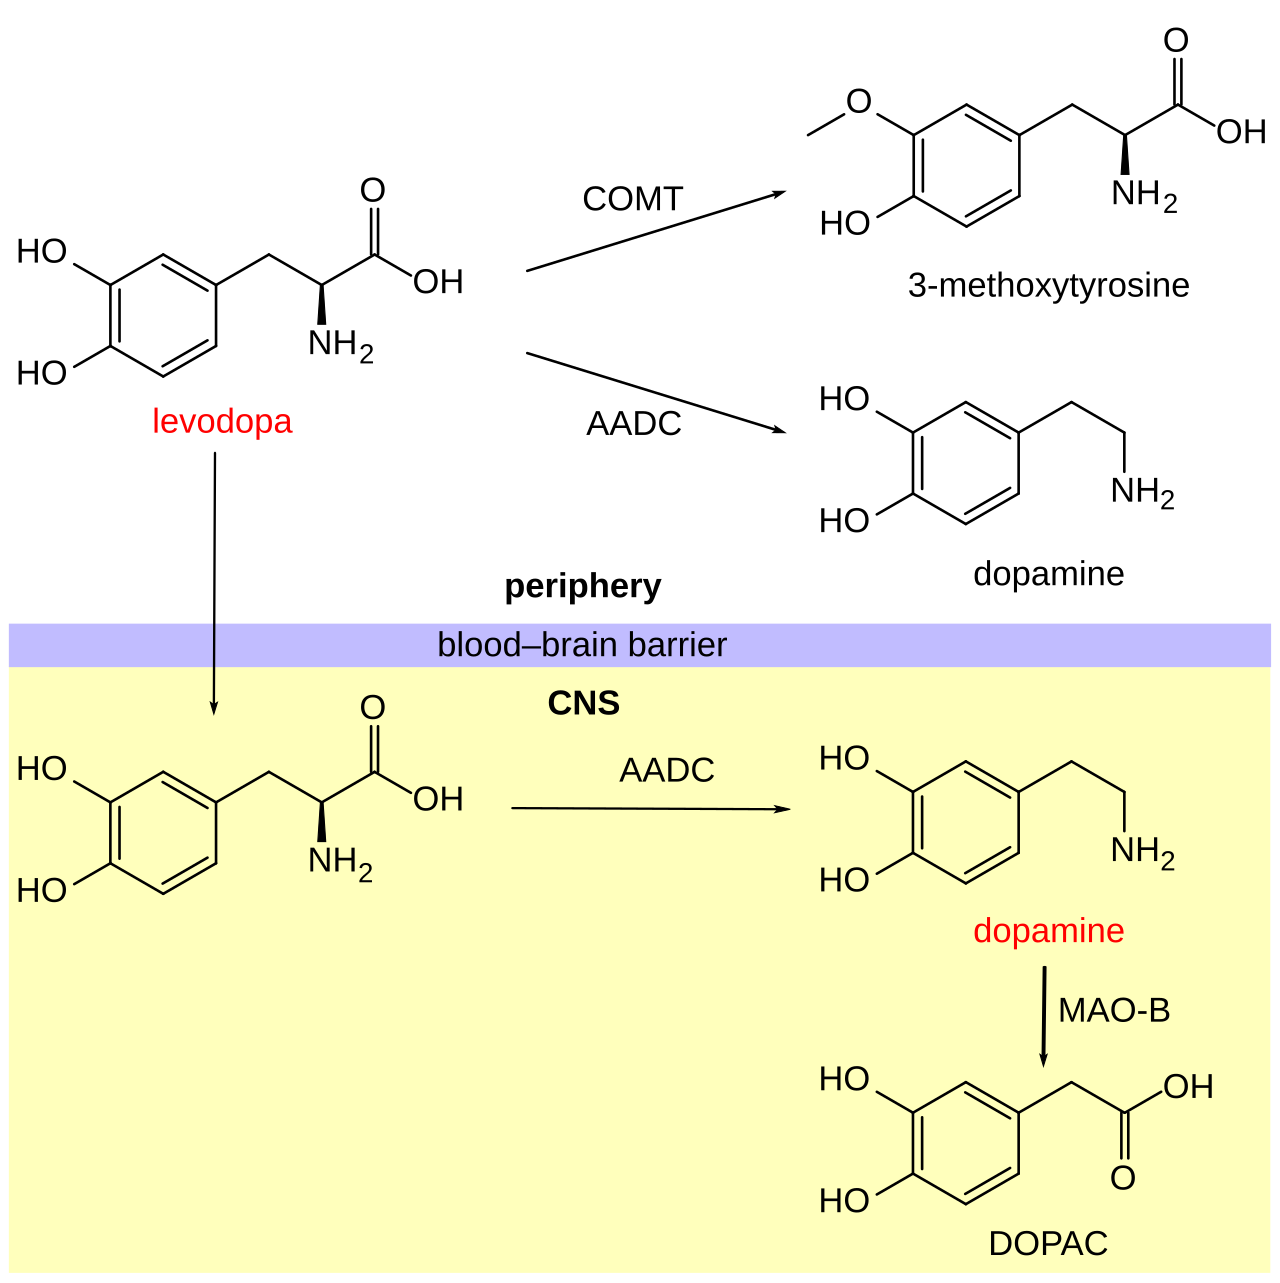 O
O
OH
NH2
HO
3-methoxytyrosine
COMT
O
HO
OH
NH2
HO
levodopa
AADC
HO
NH2
HO
dopamine
periphery
blood–brain barrier
CNS
O
HO
OH
NH2
HO
AADC
HO
NH2
HO
dopamine
MAO-B
HO
OH
O
HO
DOPAC